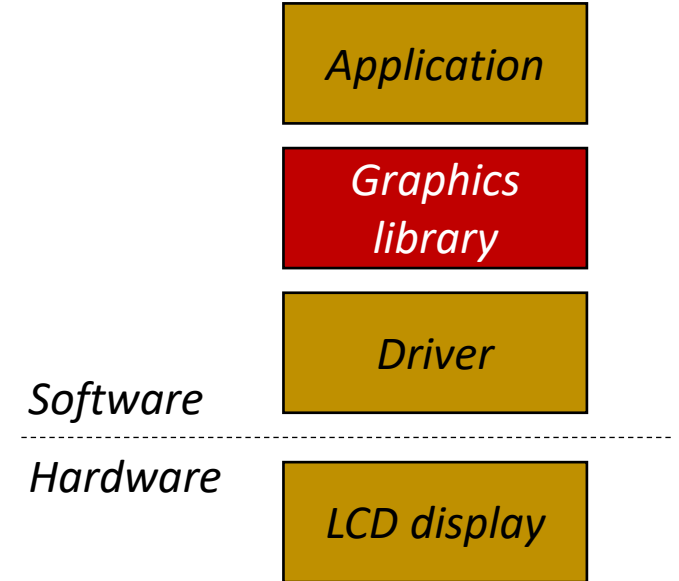 Application
Graphics
library
Driver
Software
Hardware
LCD display